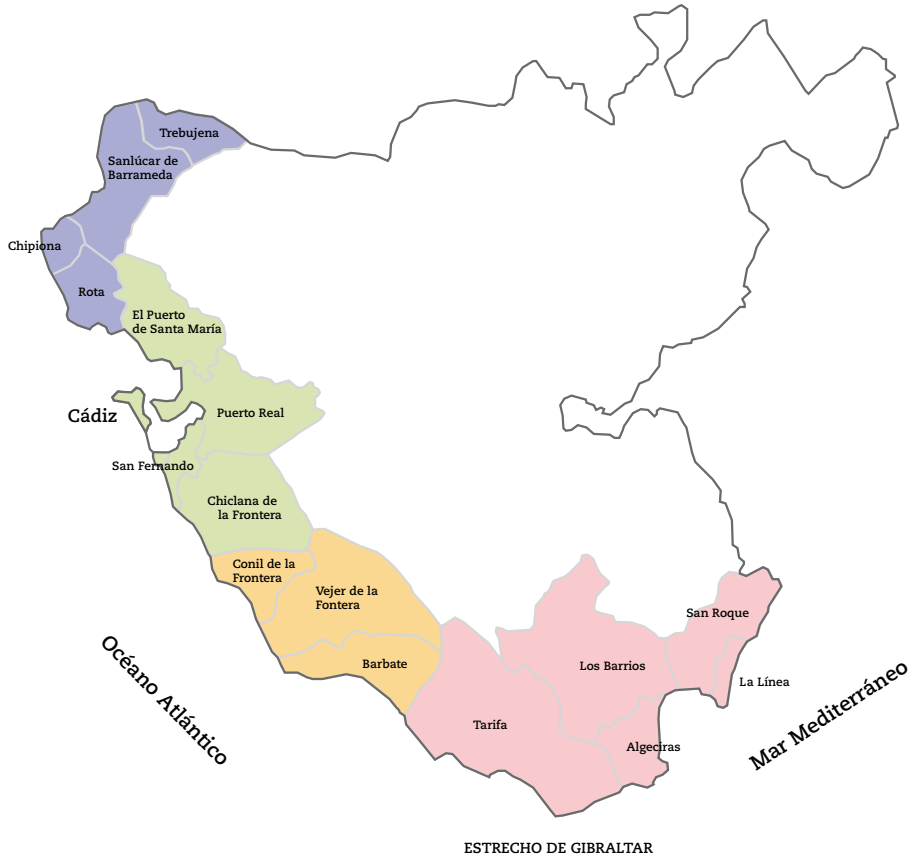 Trebujena
Sanlúcar de
Barrameda
Chipiona
Rota
El Puerto
de Santa María
Cádiz
Puerto Real
San Fernando
Chiclana de
la Frontera
Conil de la
Frontera
Vejer de la
Fontera
Barbate
San Roque
Los Barrios
La Línea
Tarifa
Algeciras
Océano Atlántico
Mar Mediterráneo
ESTRECHO DE GIBRALTAR